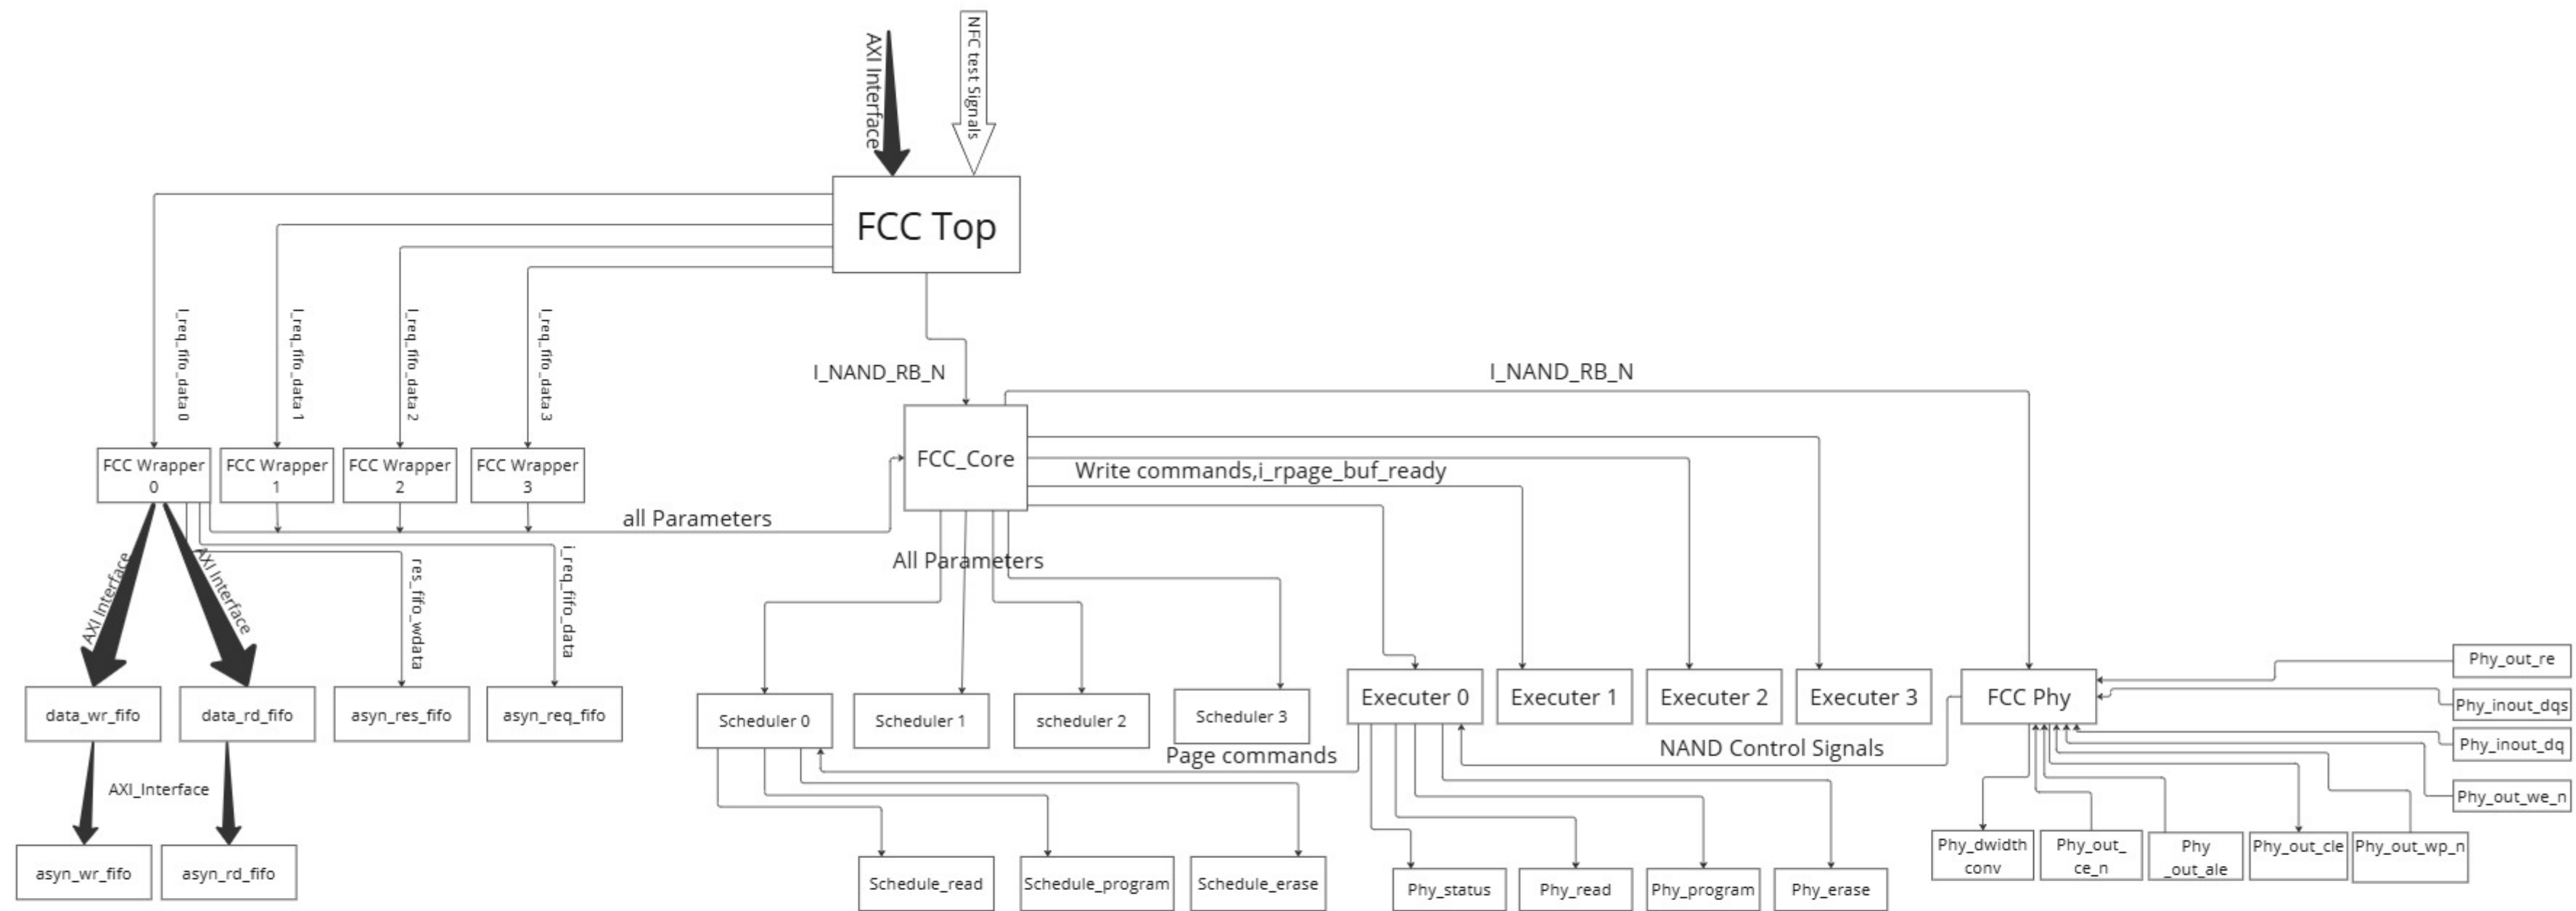 AXI Interface
NFC test Signals
FCC Top
I_req_fifo_data 0
I_req_fifo_data 1
I_req_fifo_data 2
I_req_fifo_data 3
I_NAND_RB_N
I_NAND_RB_N
FCC Wrapper
0
FCC Wrapper
1
FCC Wrapper
2
FCC Wrapper
3
FCC_Core
Write commands,i_rpage_buf_ready
all Parameters
All Parameters
AXI Interface
AXI Interface
res_fifo_wdata
i_req_fifo_data
data_wr_fifo
data_rd_fifo
asyn_res_fifo
asyn_req_fifo
Scheduler 0
Scheduler 1
scheduler 2
Scheduler 3
Executer 0
Executer 1
Executer 2
Executer 3
FCC Phy
Phy_out_re
Phy_inout_dqs
Phy_inout_dq
Phy_out_we_n
Page commands
NAND Control Signals
AXI_Interface
asyn_wr_fifo
asyn_rd_fifo
Schedule_read
Schedule_program
Schedule_erase
Phy_status
Phy_read
Phy_program
Phy_erase
Phy_dwidth
conv
Phy_out_
ce_n
Phy
_out_ale
Phy_out_cle
Phy_out_wp_n